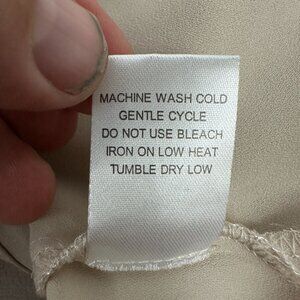 MACHINE WASH COLD
GENTLE CYCLE
DO NOT USE BLEACH
IRON ON LOW HEAT
TUMBLE DRY LOW